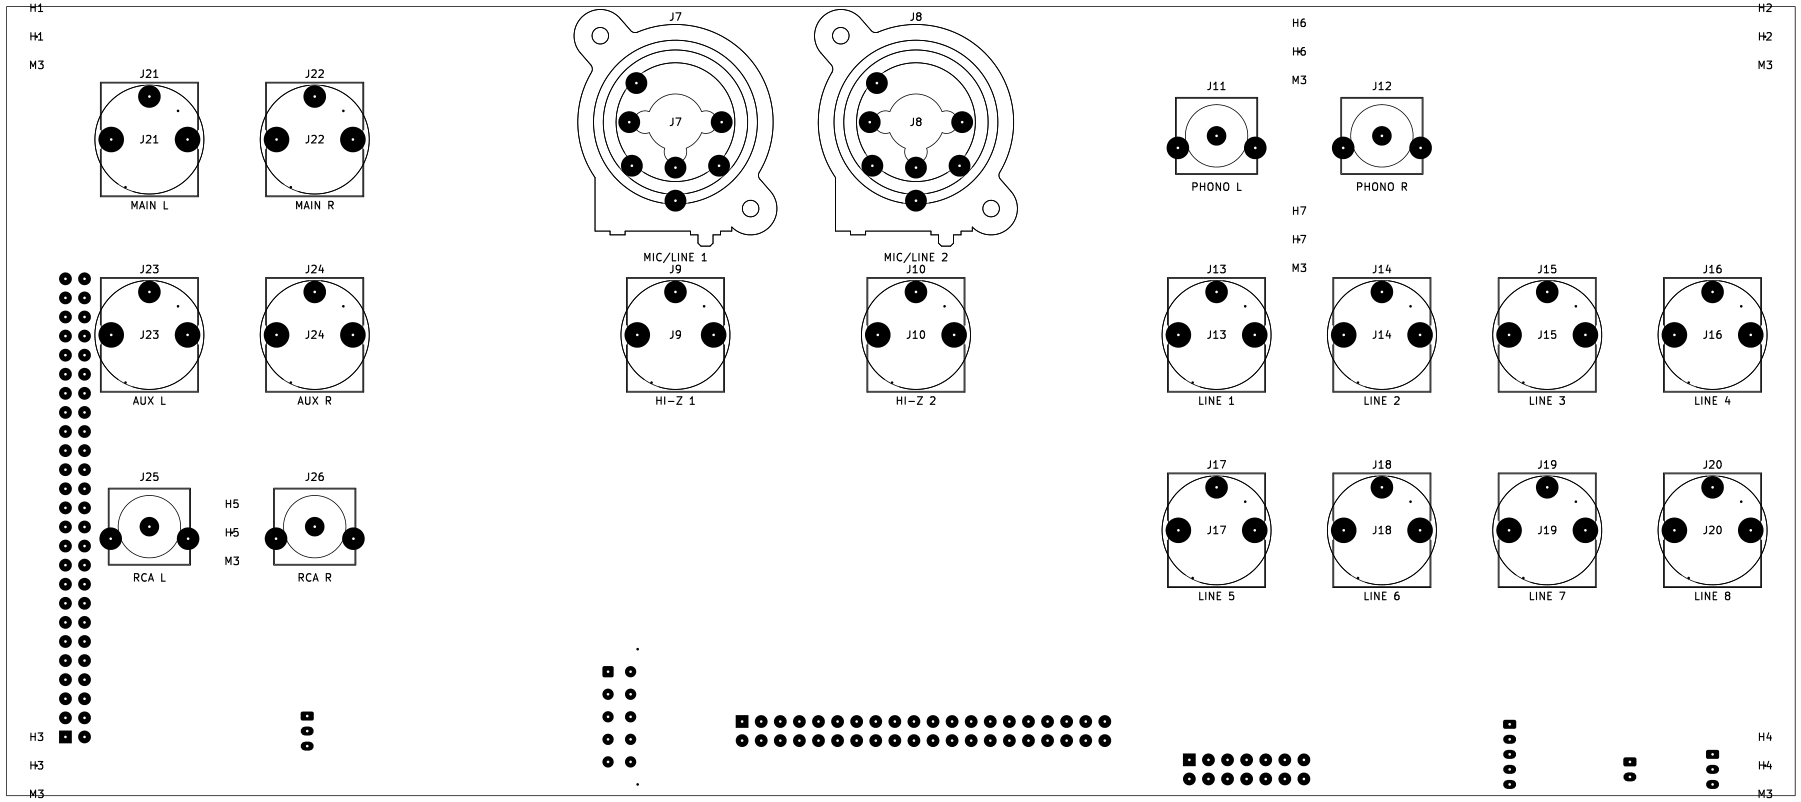 H1
H2
J7
J8
H6
H1
H2
H6
M3
M3
J21
J22
M3
J11
J12
J7
J8
J21
J22
PHONO L
PHONO R
MAIN L
MAIN R
H7
H7
MIC/LINE 1
MIC/LINE 2
M3
J23
J24
J9
J10
J13
J14
J15
J16
J23
J24
J9
J10
J13
J14
J15
J16
AUX L
AUX R
HI-Z 1
HI-Z 2
LINE 1
LINE 2
LINE 3
LINE 4
J17
J18
J19
J20
J25
J26
H5
H5
J17
J18
J19
J20
M3
RCA L
RCA R
LINE 5
LINE 6
LINE 7
LINE 8
H3
H4
H3
H4
M3
M3